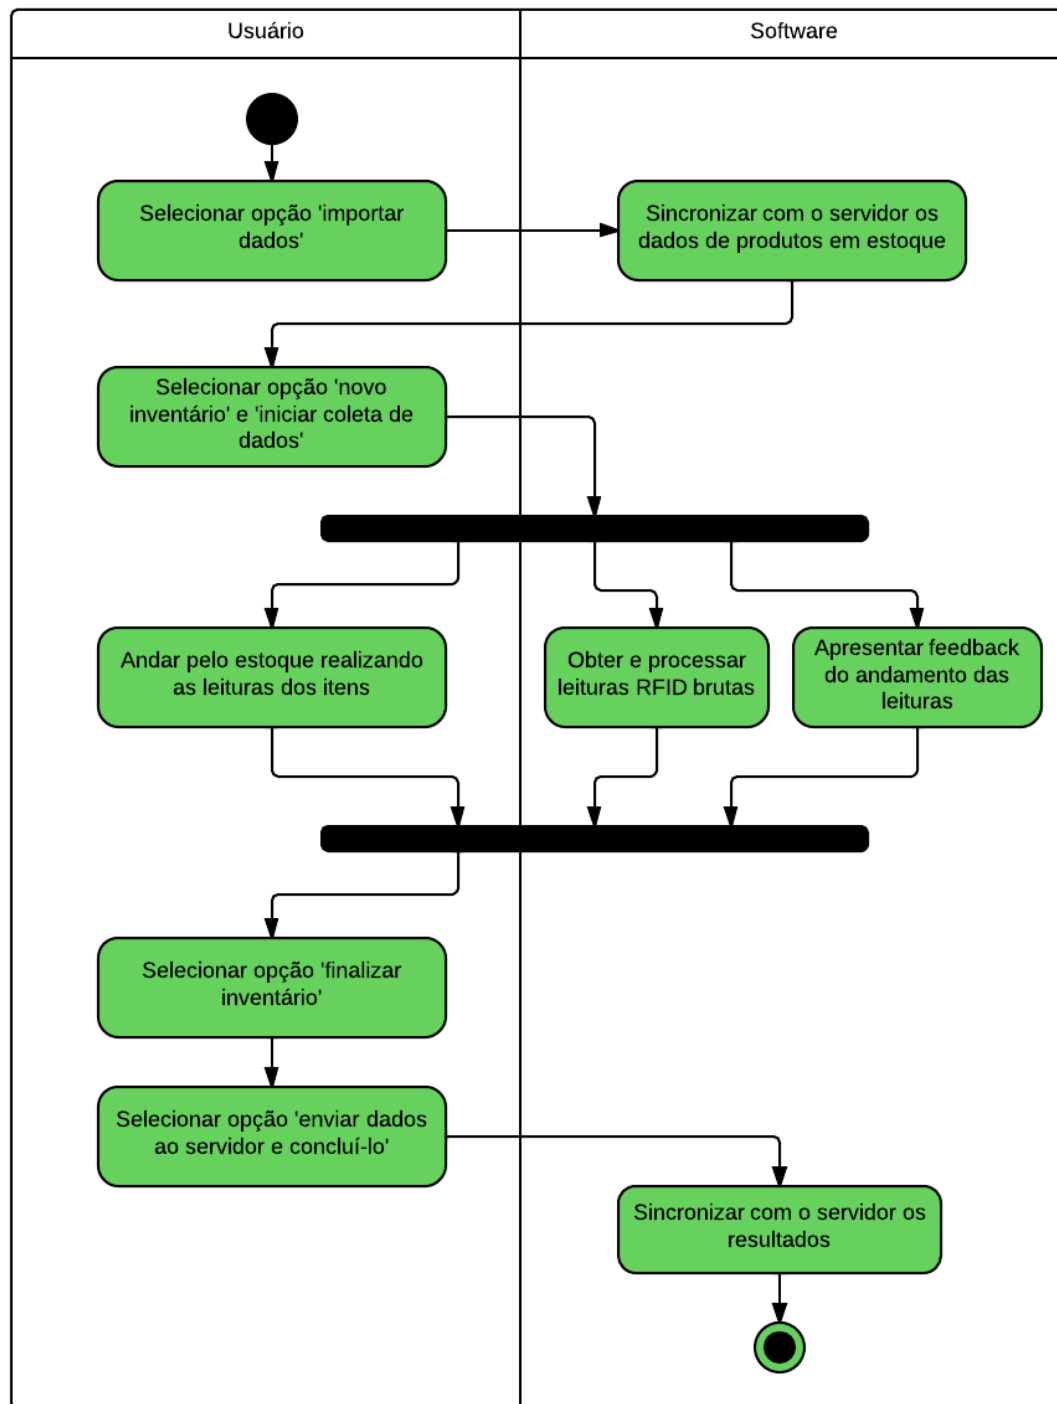 Usuário
Software
Selecionar opção 'importar
dados'
Sincronizar com o servidor os
dados de produtos em estoque
Selecionar opção 'novo
inventário' e 'iniciar coleta de
dados'
Andar pelo estoque realizando
as leituras dos itens
Obter e processar
leituras RFID brutas
Apresentar feedback
do andamento das
leituras
Selecionar opção 'finalizar
inventário'
Selecionar opção 'enviar dados
ao servidor e concluí-lo'
Sincronizar com o servidor os
resultados